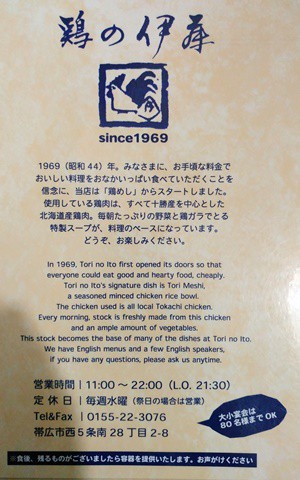 鶏の伊藤
since1969
1969（昭和 44）年。みなさまに、お手頃な料金で
おいしい料理をおなかいっぱい食べていただくことを
信念に、当店は「鶏めし」からスタートしました。
使用している鶏肉は、すべて十勝産を中心とした
北海道産鶏肉。毎朝たっぷりの野菜と鶏ガラでとる
特製スープが、料理のベースになっています。
どうぞ、お楽しみください。
In 1969, Tori no Ito first opened its doors so that
everyone could eat good and hearty food, cheaply.
Tori no Ito's signature dish is Tori Meshi,
a seasoned minced chicken rice bowl.
The chicken used is all local Tokachi chicken.
Every morning, stock is freshly made from this chicken
and an ample amount of vegetables.
This stock becomes the base of many of the dishes at Tori no Ito.
We have English menus and a few English speakers,
if you have any questions, please ask us anytime.
営業時間｜11:00 ～ 22:00（L.O. 21:30）
定 休 日｜毎週水曜（祭日の場合は営業）
Tel&Fax｜0155-22-3076
帯広市西５条南 28 丁目 2-8
大小宴会は
80 名様まで OK
※食後、残るものがございましたら容器を提供いたします。お声がけください